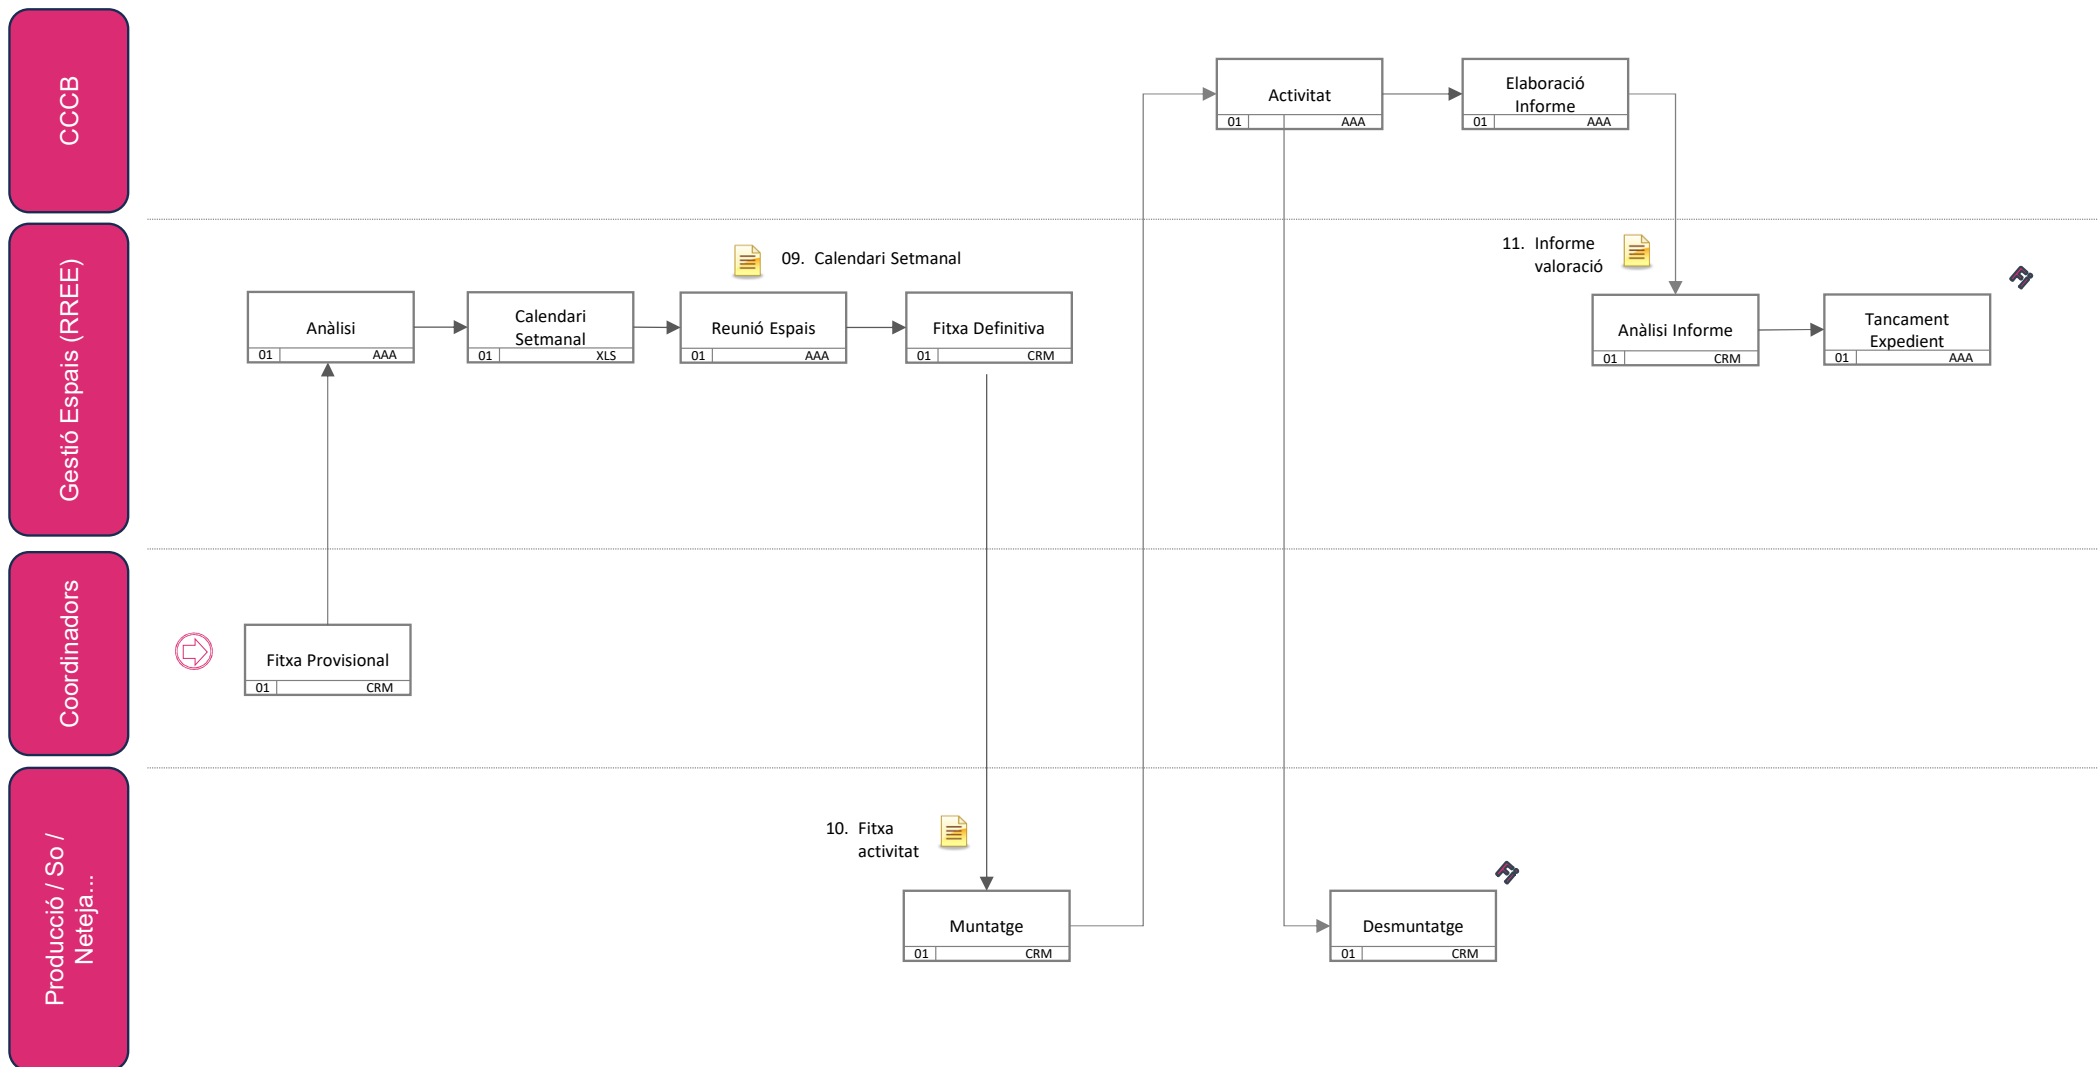 CCCB
Activitat
01 AAA
Elaboració
Informe
01 AAA
Gestió Espais (RREE)
09. Calendari Setmanal
11. Informe
valoració
Anàlisi
01 AAA
Calendari
Setmanal
01 XLS
Reunió Espais
01 AAA
Fitxa Definitiva
01 CRM
Anàlisi Informe
01 CRM
Tancament
Expedient
01 AAA
FI
Coordinadors
Fitxa Provisional
01 CRM
Producció / So /
Neteja...
10. Fitxa
activitat
Muntatge
01 CRM
Desmuntatge
01 CRM
FI